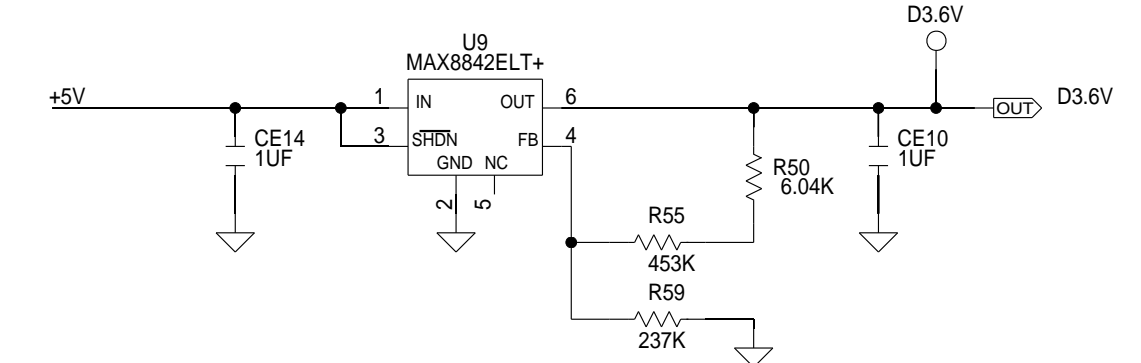 D3.6V
U9
MAX8842ELT+
+5V
1
IN
OUT
6
OUT
D3.6V
3
SHDN
FB
4
CE14
1UF
GND
NC
CE10
1UF
2
5
R50
6.04K
R55
453K
R59
237K